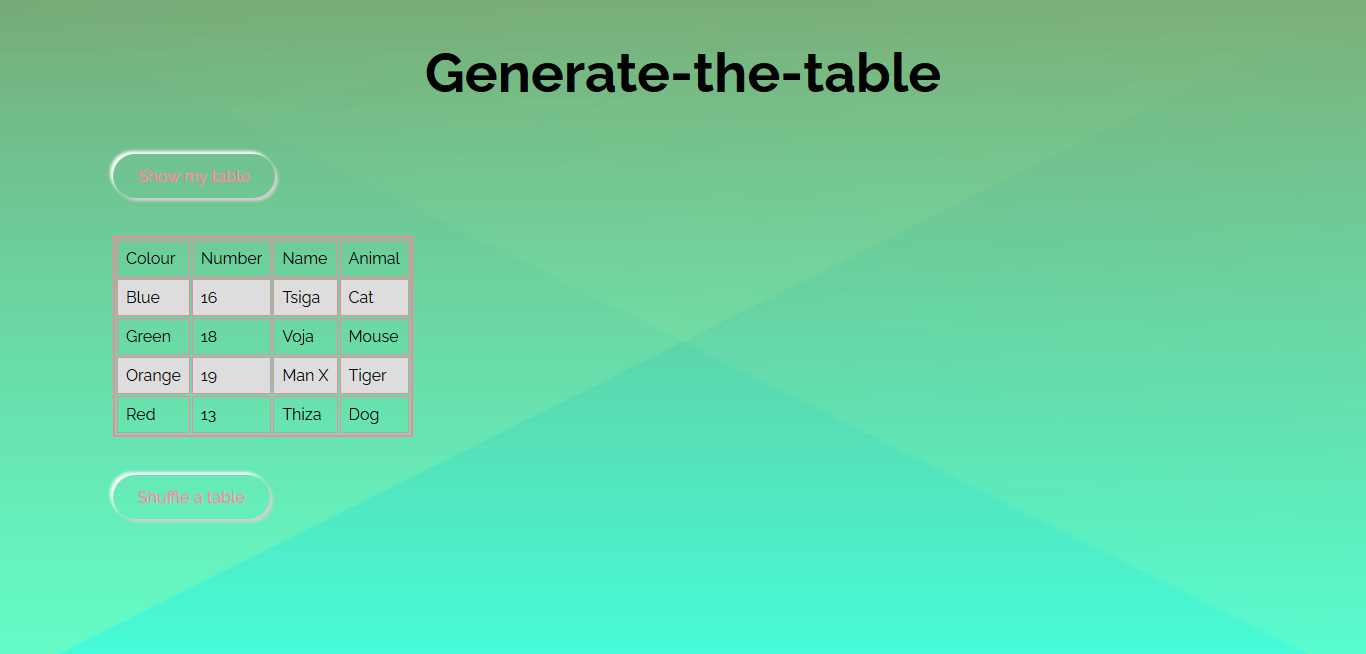 Generate-the-table
Show my table
Colour Number Name Animal
Blue 16 Tsiga Cat
Green 18 Voja Mouse
Orange 19 Man X Tiger
Red 13 Thiza Dog
Shuffle a table